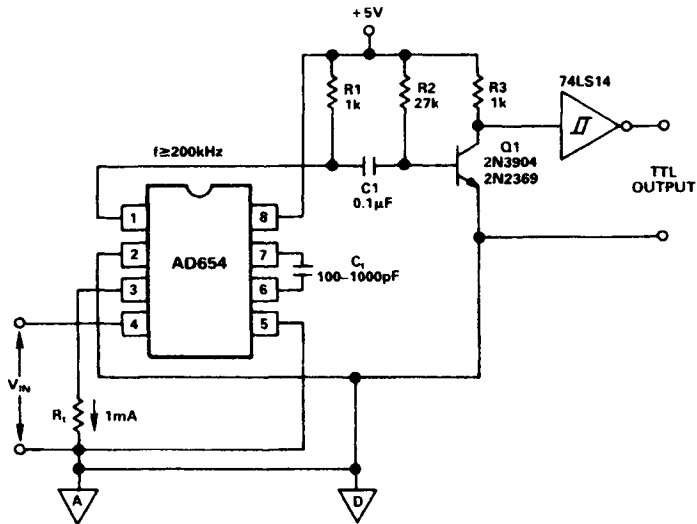 +5V
R1
1k
R2
27k
R3
1k
74LS14
f≥200kHz
C1
0.1μF
Q1
2N3904
2N2369
TTL
OUTPUT
1
2
3
4
AD654
8
7
6
5
Ct
100–1000pF
VIN
Rt
1mA
A
D